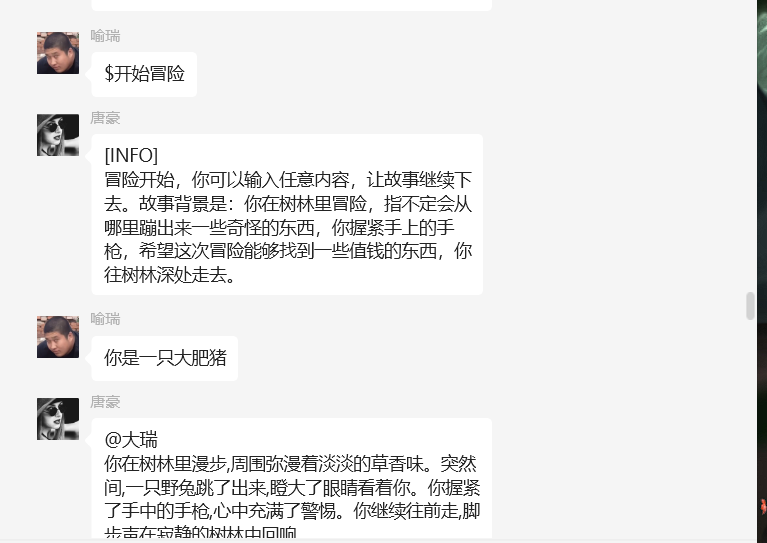 喻瑞
$开始冒险
唐豪
[INFO]
冒险开始，你可以输入任意内容，让故事继续下
去。故事背景是：你在树林里冒险，指不定会从
哪里蹦出来一些奇怪的东西，你握紧手上的手
枪，希望这次冒险能够找到一些值钱的东西，你
往树林深处走去。
喻瑞
你是一只大肥猪
唐豪
@大瑞
你在树林里漫步,周围弥漫着淡淡的草香味。突然
间,一只野兔跳了出来,瞪大了眼睛看着你。你握紧
了手中的手枪,心中充满了警惕。你继续往前走,脚
步声在寂静的树林中回响